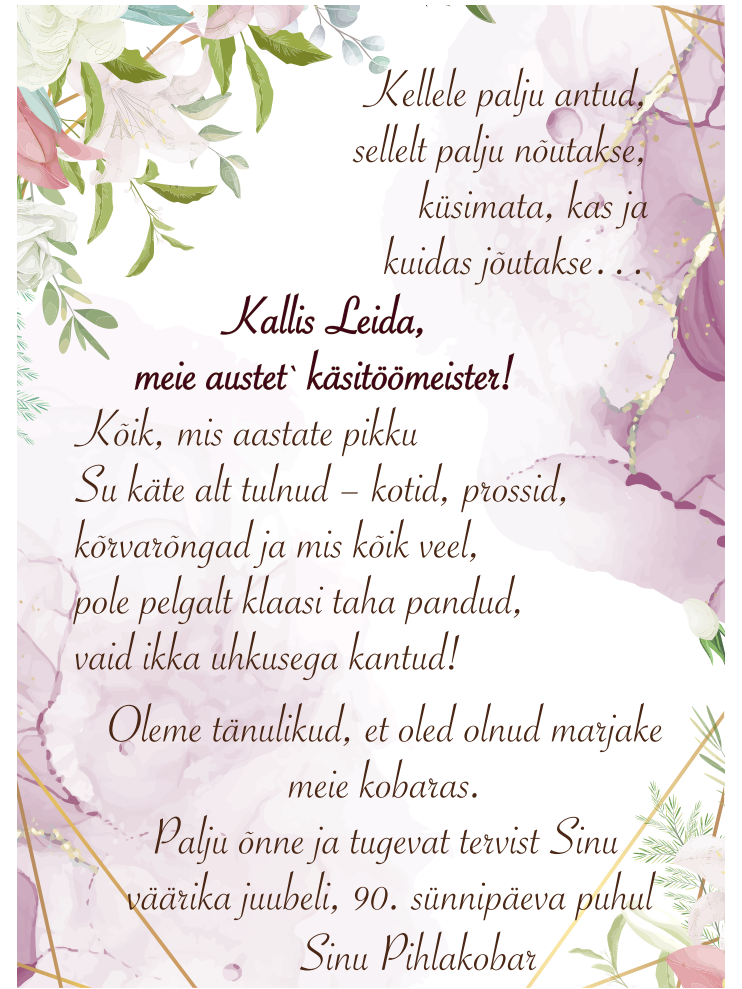 Kellele palju antud,
sellelt palju nõutakse,
küsimata, kas ja
kuidas jõutakse...
Kallis Leida,
meie austet` käsitöömeister!
Kõik, mis aastate pikku
Su käte alt tulnud – kotid, prossid,
kõrvarõngad ja mis kõik veel,
pole pelgalt klaasi taha pandud,
vaid ikka uhkusega kantud!
Oleme tänulikud, et oled olnud marjake
meie kobaras.
Palju õnne ja tugevat tervist Sinu
väärika juubeli, 90. sünnipäeva puhul
Sinu Pihlakobar